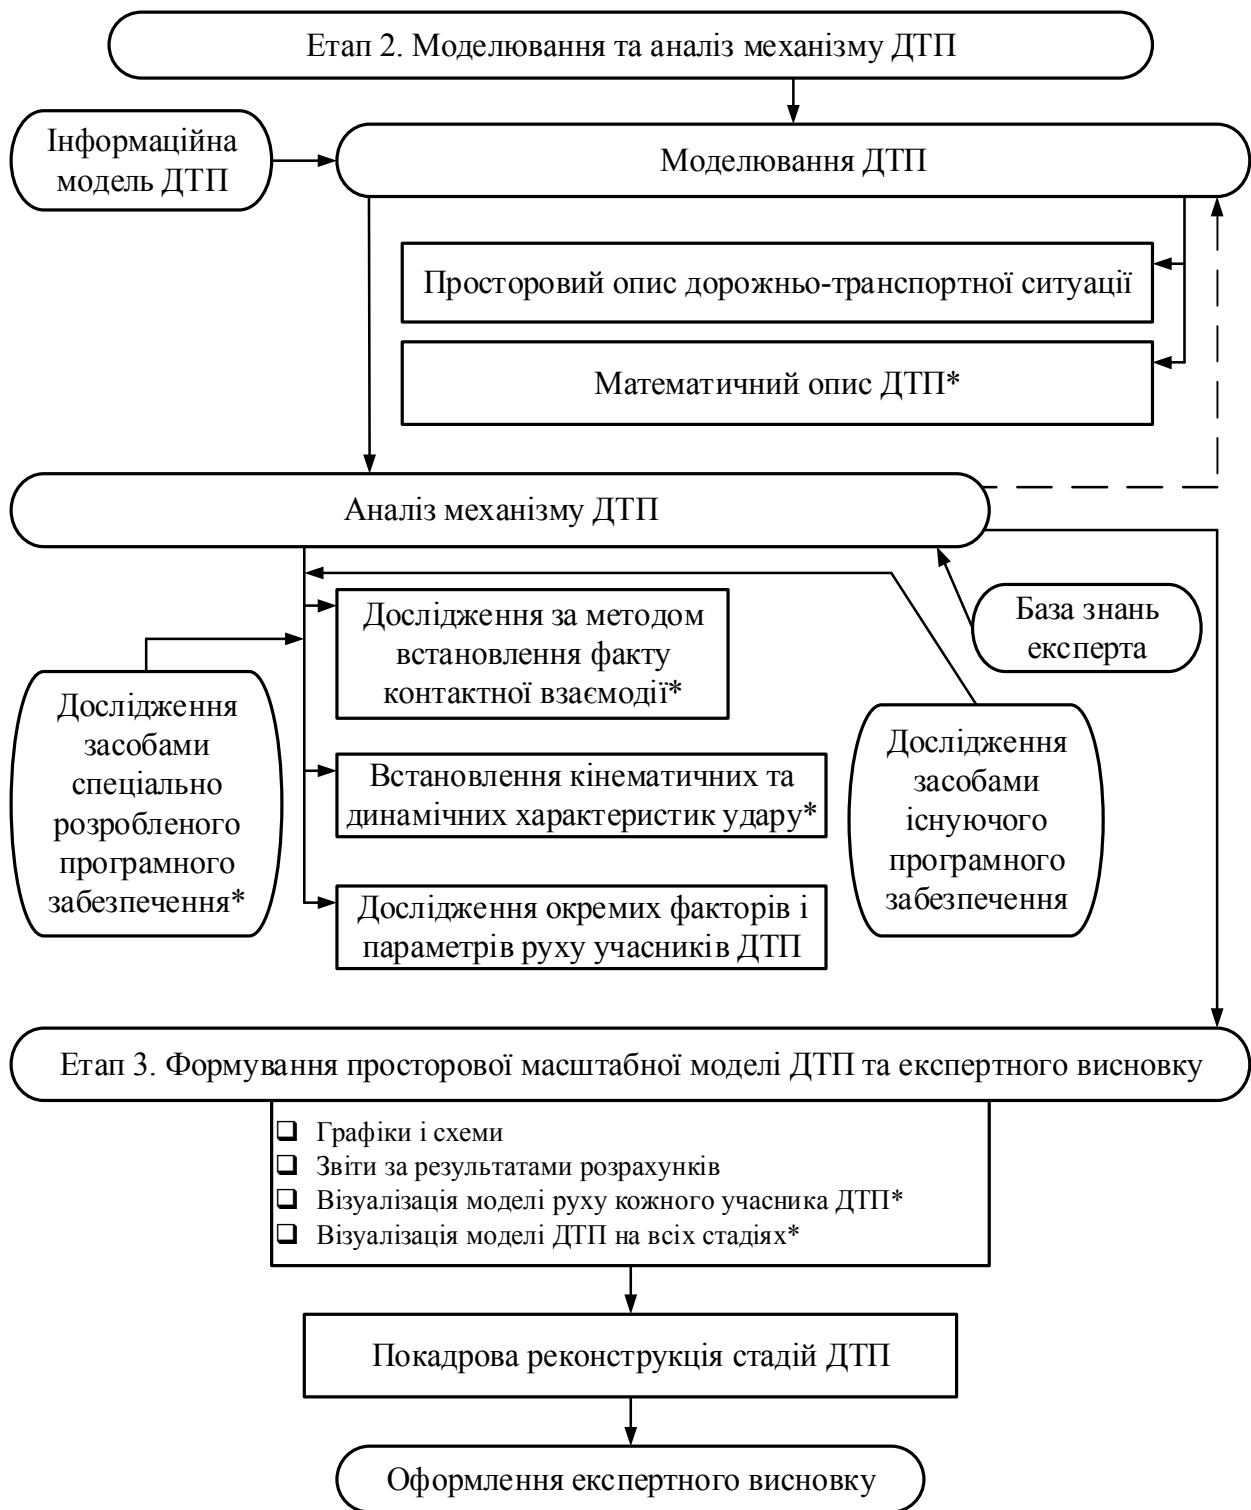 Етап 2. Моделювання та аналіз механізму ДТП
Інформаційна
модель ДТП
Моделювання ДТП
Просторовий опис дорожньо-транспортної ситуації
Математичний опис ДТП*
Аналіз механізму ДТП
База знань
експерта
Дослідження за методом
встановлення факту
контактної взаємодії*
Дослідження
засобами
спеціально
розробленого
програмного
забезпечення*
Встановлення кінематичних та
динамічних характеристик удару*
Дослідження
засобами
існуючого
програмного
забезпечення
Дослідження окремих факторів і
параметрів руху учасників ДТП
Етап 3. Формування просторової масштабної моделі ДТП та експертного висновку
❑ Графіки і схеми
❑ Звіти за результатами розрахунків
❑ Візуалізація моделі руху кожного учасника ДТП*
❑ Візуалізація моделі ДТП на всіх стадіях*
Покадрова реконструкція стадій ДТП
Оформлення експертного висновку